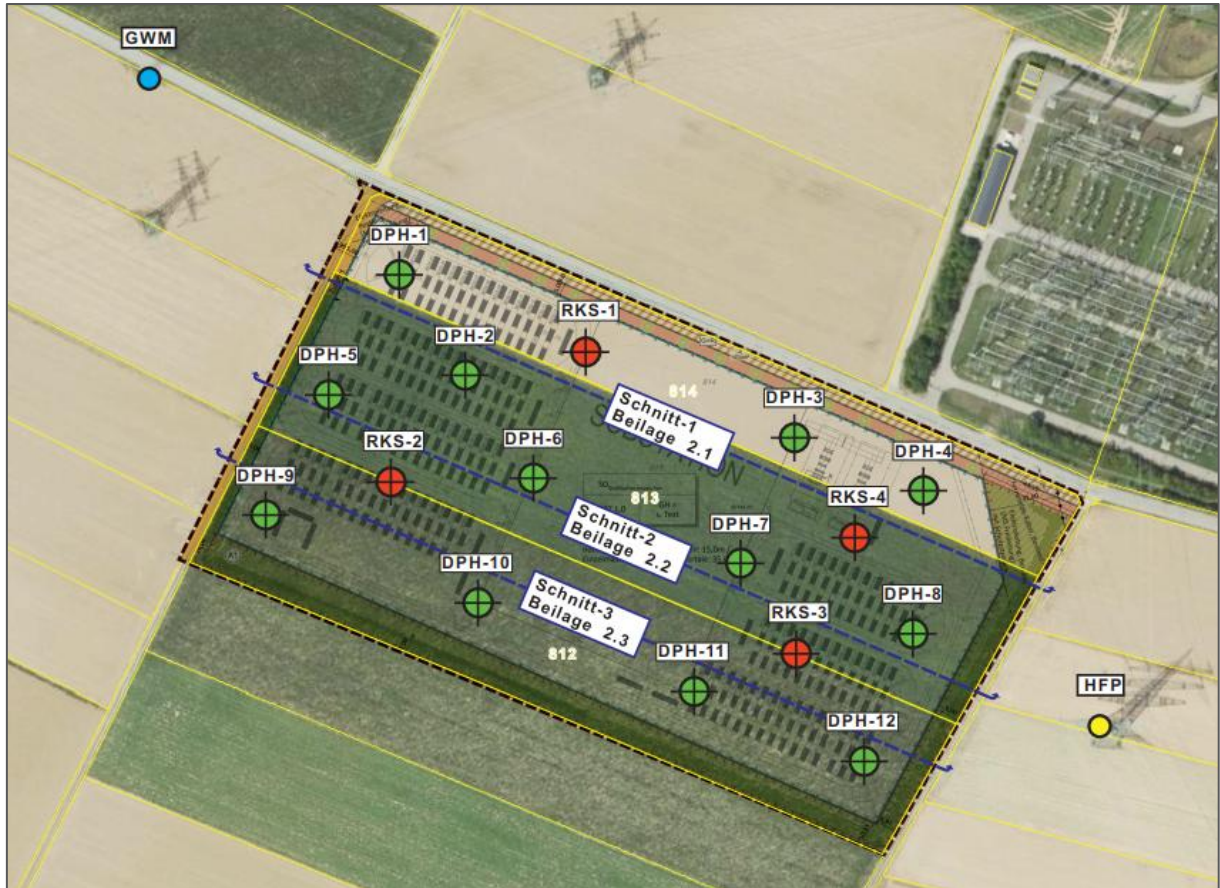 GWM
DPH-1
RKS-1
DPH-2
DPH-5
814
DPH-3
Schnitt-1
Beilage 2.1
RKS-2
DPH-6
DPH-4
DPH-9
813
RKS-4
Schnitt-2
Beilage 2.2
DPH-7
DPH-10
Schnitt-3
Beilage 2.3
DPH-8
RKS-3
812
DPH-11
HFP
DPH-12